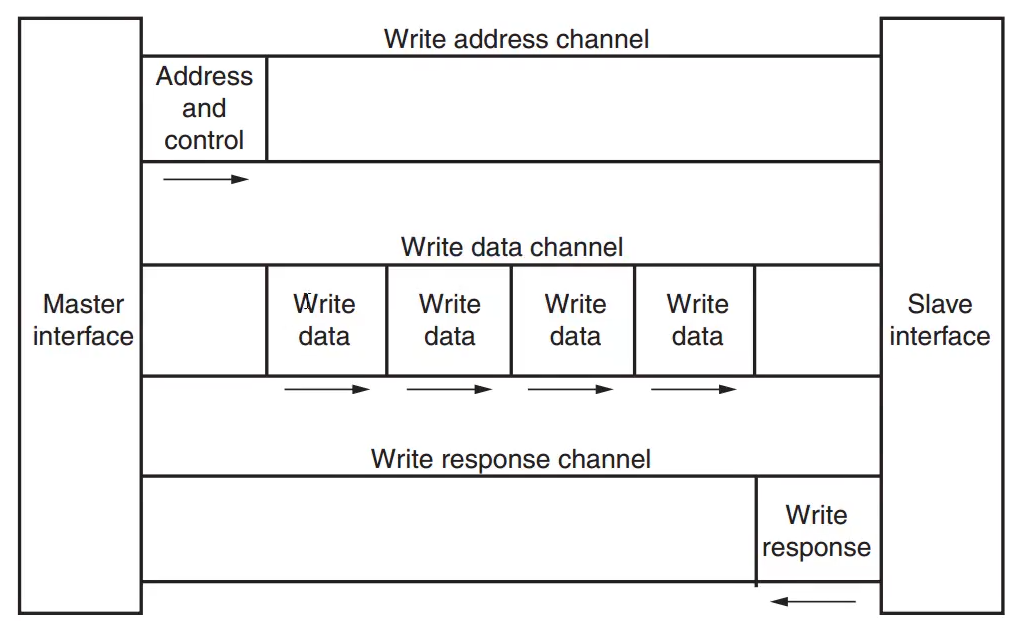 Write address channel
Address
and
control
Write data channel
Master
interface
Write
data
Write
data
Write
data
Write
data
Slave
interface
Write response channel
Write
response